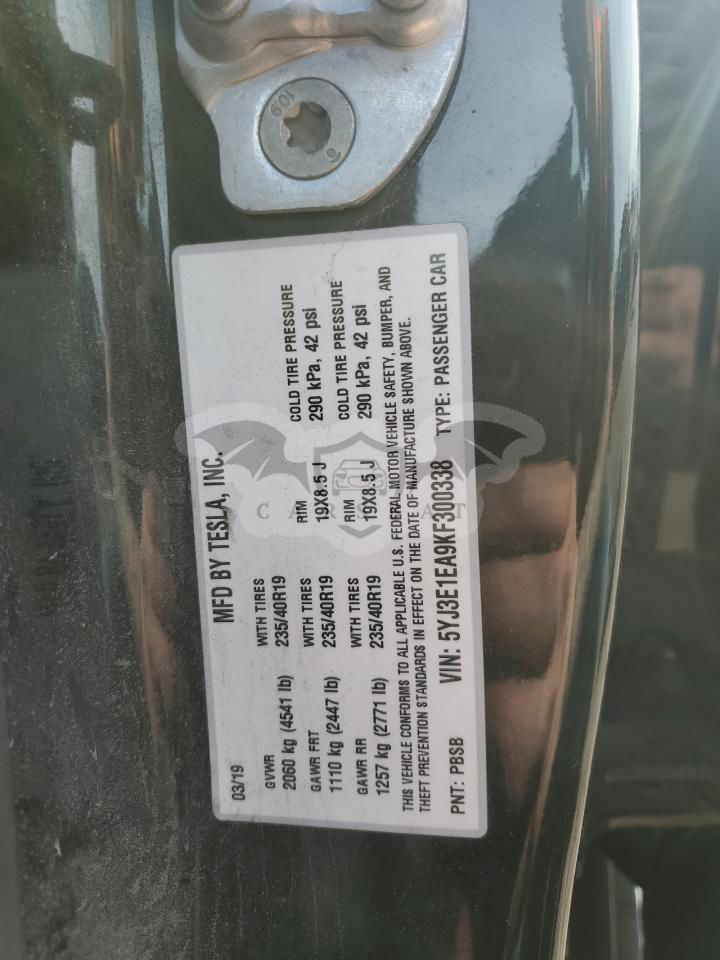 10.9
03/19
MFD BY TESLA, INC.
GVWR WITH TIRES
2060 kg (4541 lb) 235/40R19
GAWR FRT WITH TIRES RIM COLD TIRE PRESSURE
1110 kg (2447 lb) 235/40R19 19X8.5 J 290 kPa, 42 psi
GAWR RR WITH TIRES RIM COLD TIRE PRESSURE
1257 kg (2771 lb) 235/40R19 19X8.5 J 290 kPa, 42 psi
THIS VEHICLE CONFORMS TO ALL APPLICABLE U.S. FEDERAL MOTOR VEHICLE SAFETY, BUMPER, AND
THEFT PREVENTION STANDARDS IN EFFECT ON THE DATE OF MANUFACTURE SHOWN ABOVE.
VIN: 5YJ3E1EA9KF300338 TYPE: PASSENGER CAR
PNT: PBSB